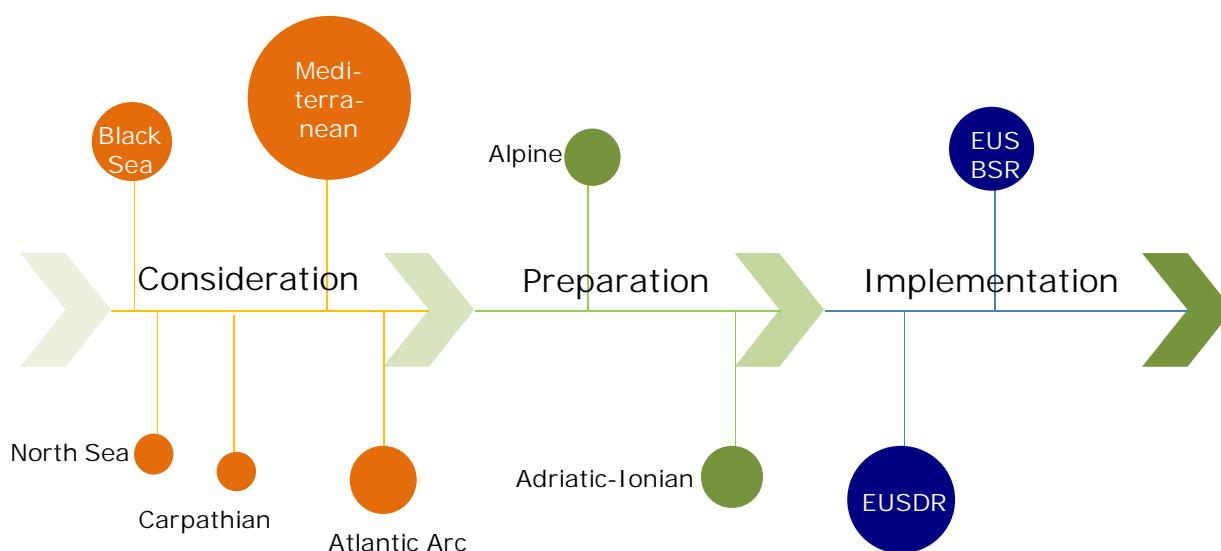 Medi-
terra-
nean
Black
Sea
Alpine
EUS
BSR
Consideration
Preparation
Implementation
North Sea
Carpathian
Atlantic Arc
Adriatic-Ionian
EUSDR